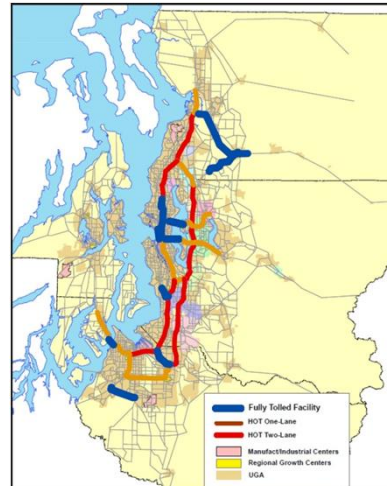 Fully Tolled Facility
HOT One-Lane
HOT Two-Lane
Manufact/Industrial Centers
Regional Growth Centers
UGA